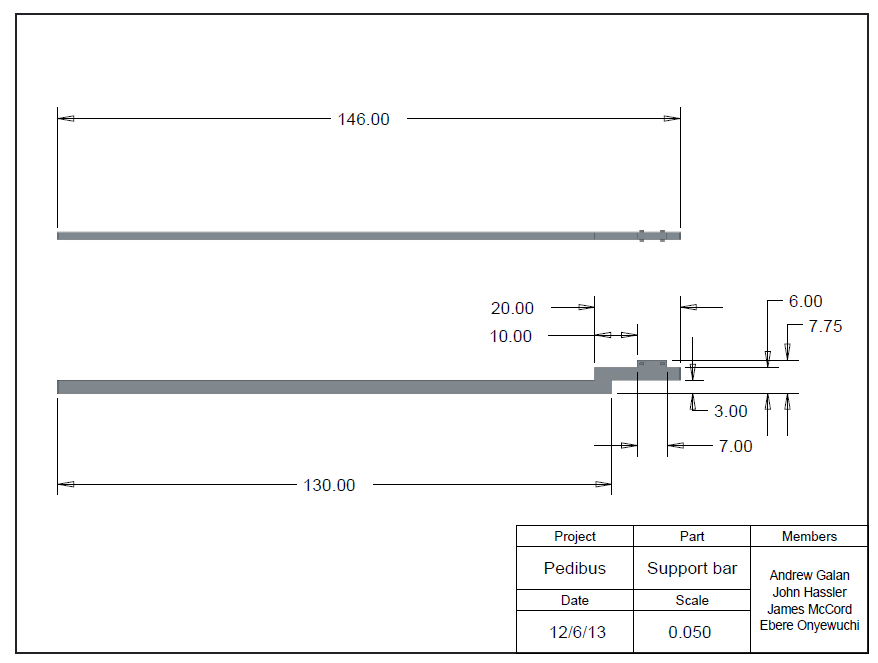 146.00
20.00
6.00
7.75
10.00
3.00
7.00
130.00
Project Part Members
Pedibus Support bar
Andrew Galan
John Hassler
James McCord
Ebere Onyewuchi
Date Scale
12/6/13 0.050